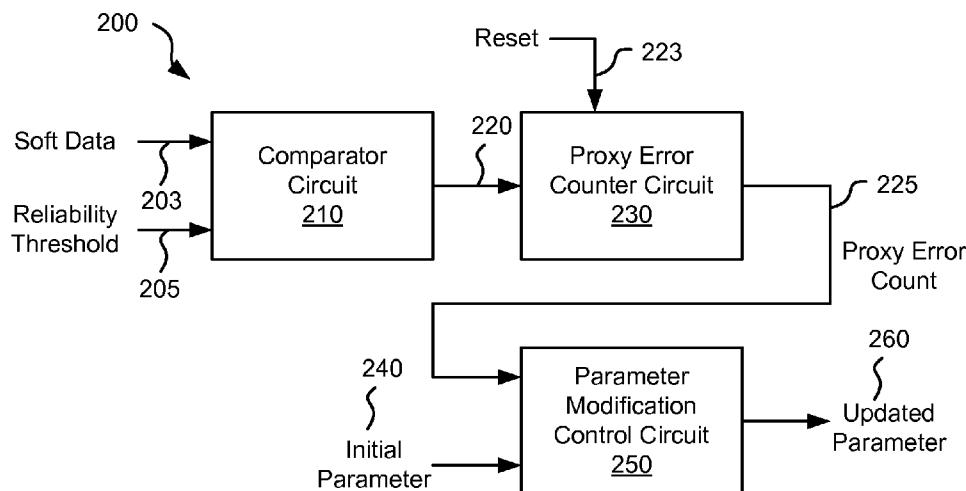 200
Reset
223
Soft Data
203
Reliability
Threshold
205
Comparator
Circuit
210
220
Proxy Error
Counter Circuit
230
225
Proxy Error
Count
240
Initial
Parameter
Parameter
Modification
Control Circuit
250
260
Updated
Parameter